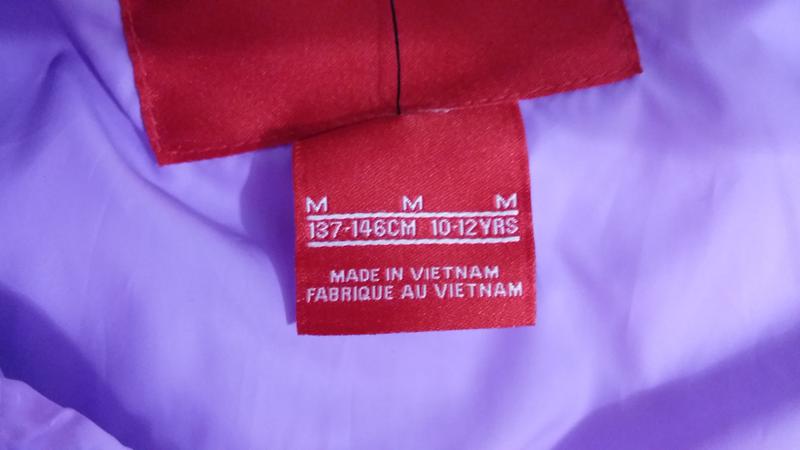 M M M
137-146CM 10-12YRS
MADE IN VIETNAM
FABRIQUE AU VIETNAM